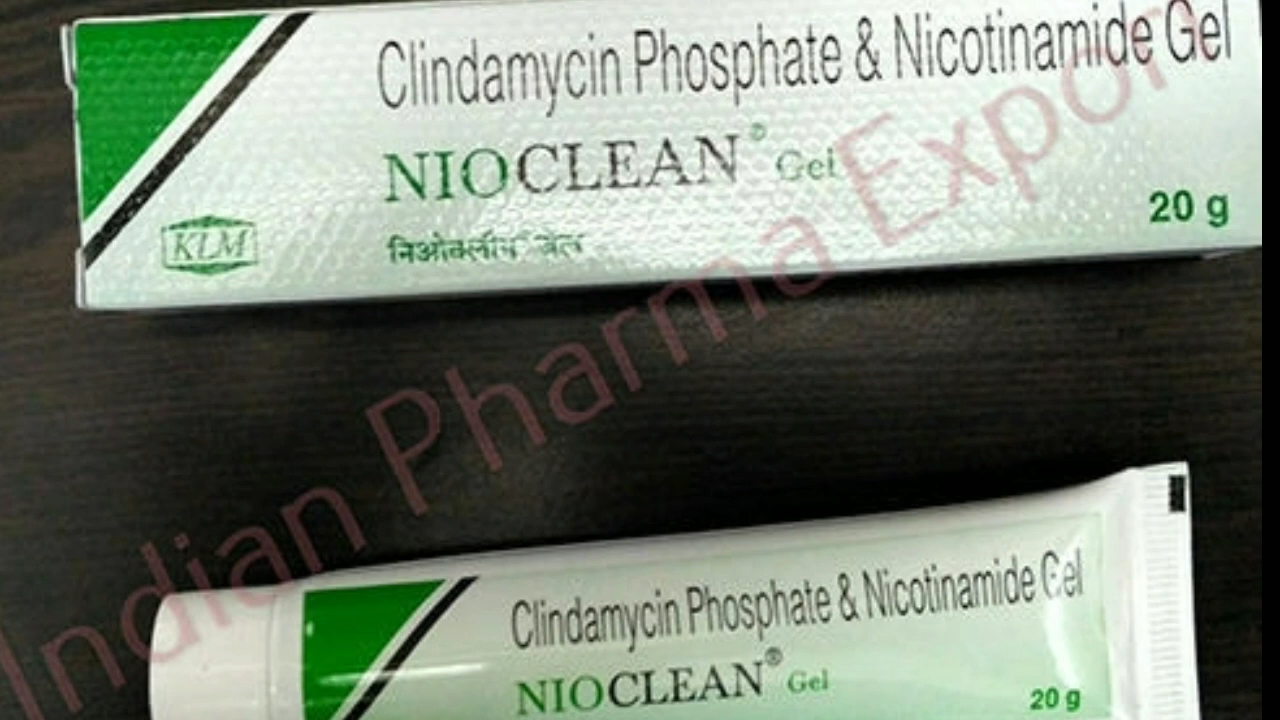 Clindamycin Phosphate & Nicotinamide Gel
NIOCLEAN® Gel
20 g
KLM
निओक्लीन जेल
Indian Pharma Export
Clindamycin Phosphate & Nicotinamide Gel
NIOCLEAN® Gel
20 g